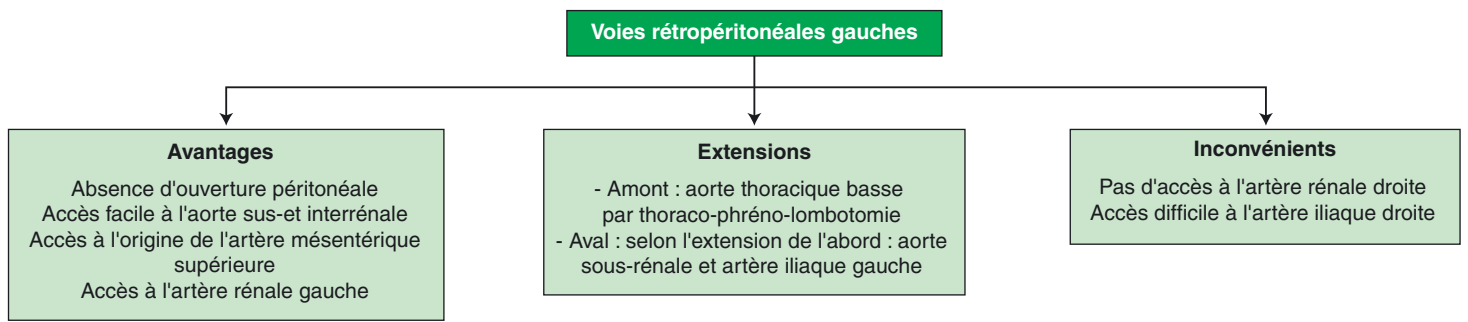 Voies rétropéritonéales gauches
Avantages
Absence d'ouverture péritonéale
Accès facile à l'aorte sus-et interrénale
Accès à l'origine de l'artère mésentérique
supérieure
Accès à l'artère rénale gauche
Extensions
- Amont : aorte thoracique basse
par thoraco-phréno-lombotomie
- Aval : selon l'extension de l'abord : aorte
sous-rénale et artère iliaque gauche
Inconvénients
Pas d'accès à l'artère rénale droite
Accès difficile à l'artère iliaque droite